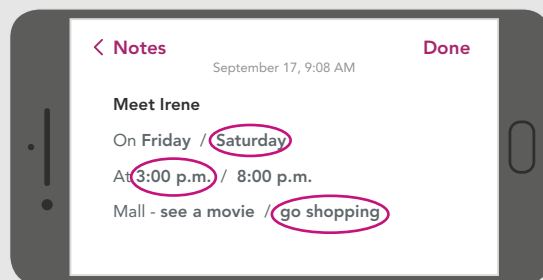 Notes
Done
September 17, 9:08 AM
Meet Irene
On Friday / Saturday
At 3:00 p.m. / 8:00 p.m.
Mall - see a movie / go shopping